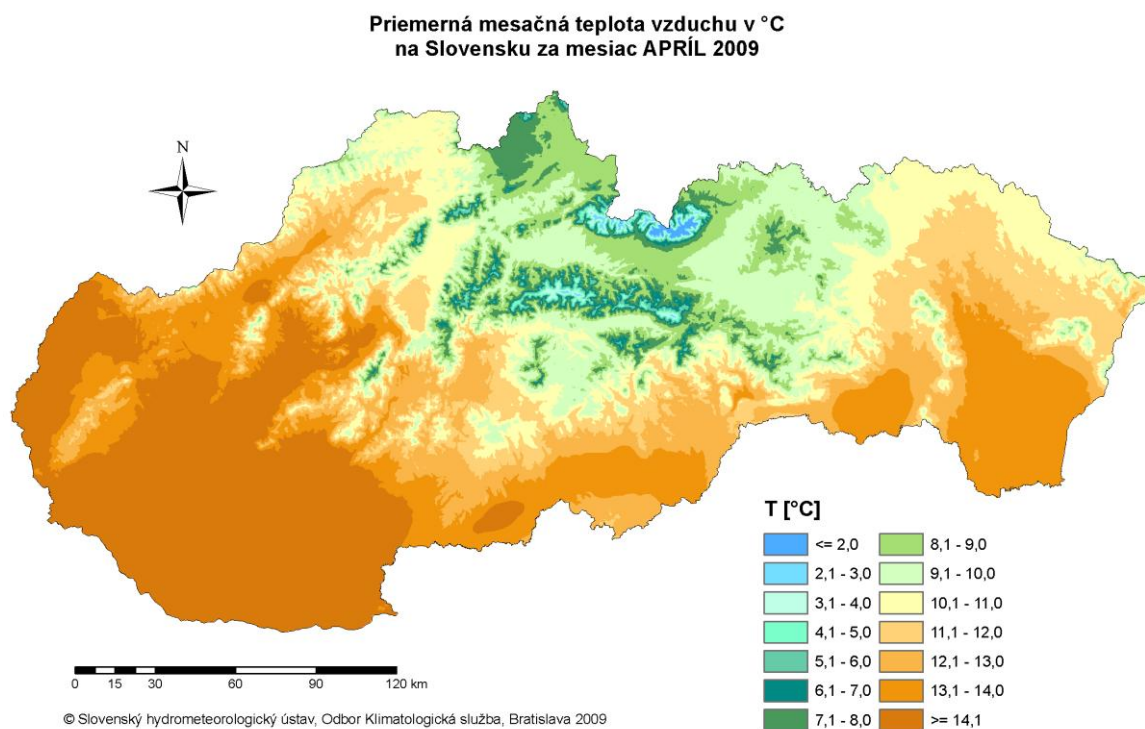 Priemerná mesačná teplota vzduchu v °C
na Slovensku za mesiac APRÍL 2009
N
T [°C]
<= 2,0
2,1 - 3,0
3,1 - 4,0
4,1 - 5,0
5,1 - 6,0
6,1 - 7,0
7,1 - 8,0
8,1 - 9,0
9,1 - 10,0
10,1 - 11,0
11,1 - 12,0
12,1 - 13,0
13,1 - 14,0
>= 14,1
0 15 30 60 90 120 km
© Slovenský hydrometeorologický ústav, Odbor Klimatologická služba, Bratislava 2009